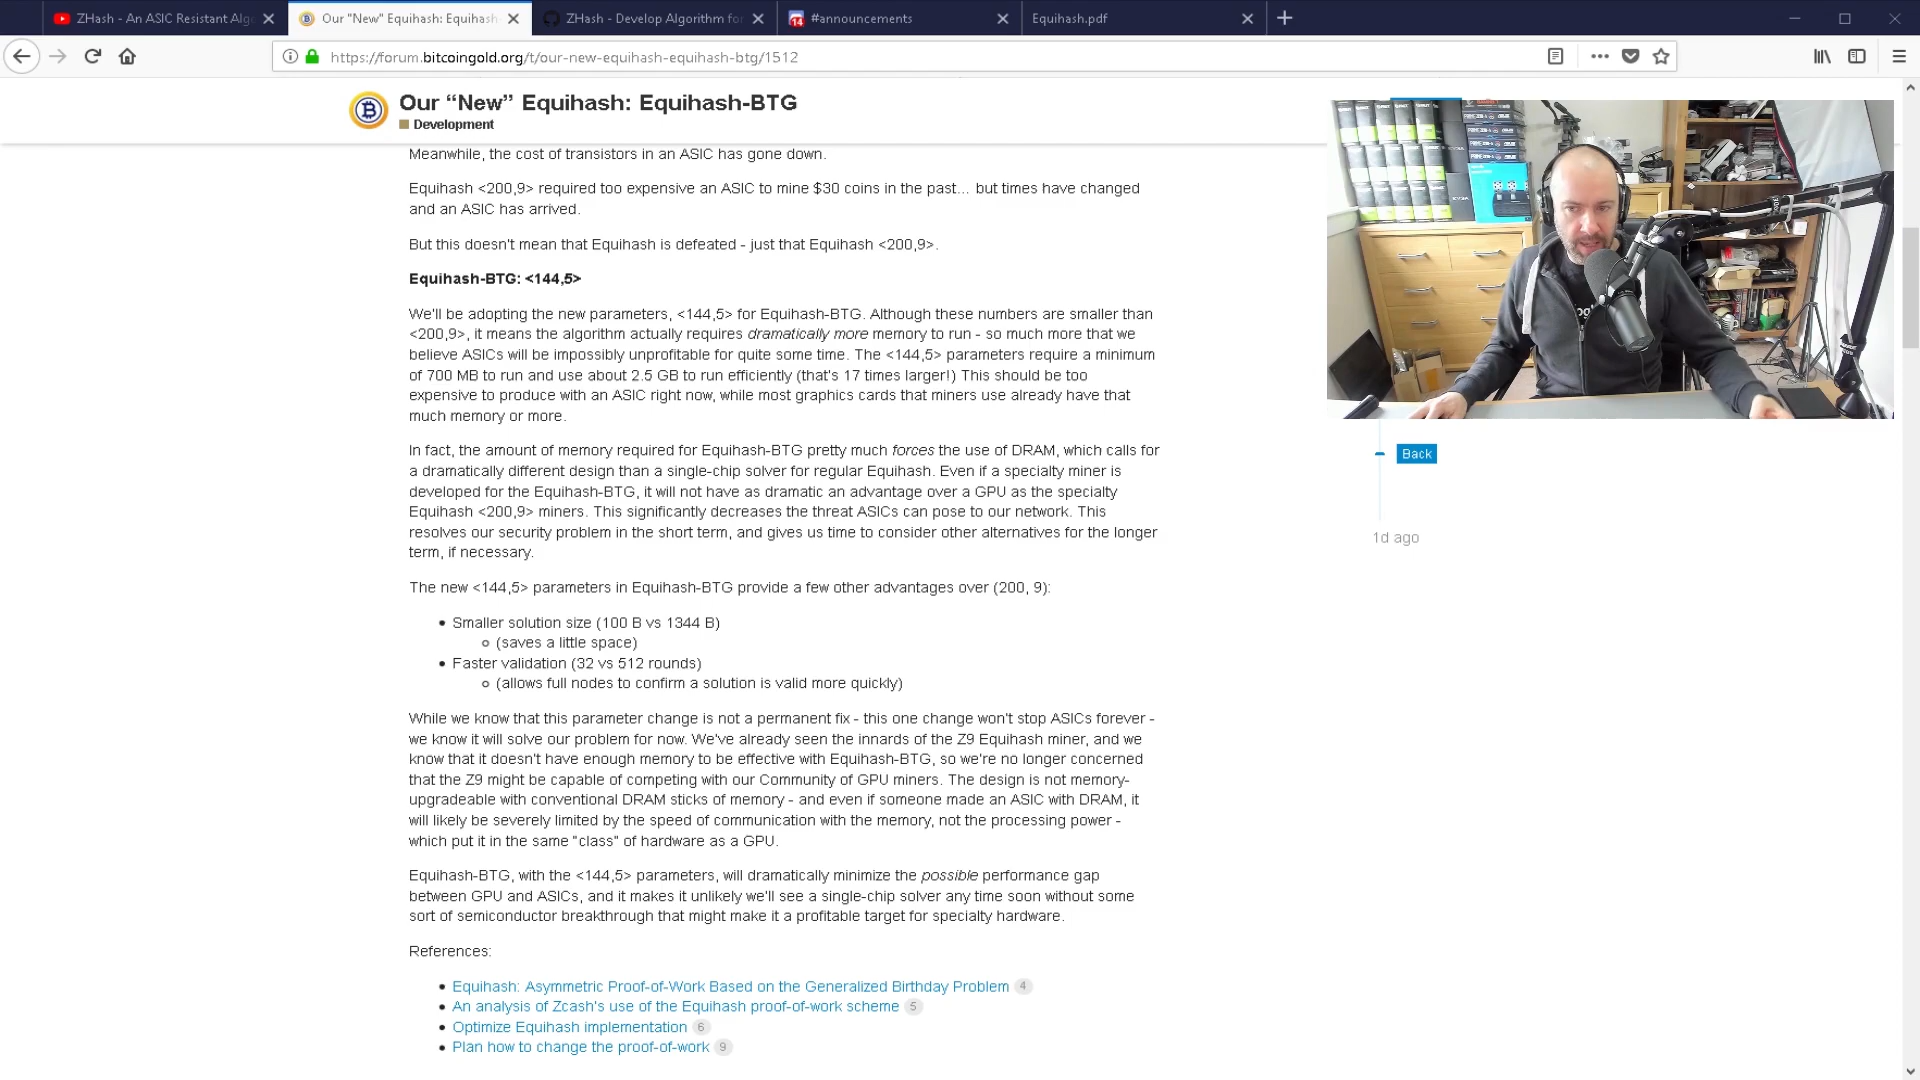 ZHash - An ASIC Resistant Algo
Our "New" Equihash: Equihash-
ZHash - Develop Algorithm for
14
#announcements
Equihash.pdf
https://forum.bitcoingold.org/t/our-new-equihash-equihash-btg/1512
Our “New” Equihash: Equihash-BTG
Development
Meanwhile, the cost of transistors in an ASIC has gone down.
Equihash <200,9> required too expensive an ASIC to mine $30 coins in the past… but times have changed
and an ASIC has arrived.
But this doesn't mean that Equihash is defeated - just that Equihash <200,9>.
Equihash-BTG: <144,5>
We'll be adopting the new parameters, <144,5> for Equihash-BTG. Although these numbers are smaller than
<200,9>, it means the algorithm actually requires dramatically more memory to run - so much more that we
believe ASICs will be impossibly unprofitable for quite some time. The <144,5> parameters require a minimum
of 700 MB to run and use about 2.5 GB to run efficiently (that's 17 times larger!) This should be too
expensive to produce with an ASIC right now, while most graphics cards that miners use already have that
much memory or more.
In fact, the amount of memory required for Equihash-BTG pretty much forces the use of DRAM, which calls for
a dramatically different design than a single-chip solver for regular Equihash. Even if a specialty miner is
developed for the Equihash-BTG, it will not have as dramatic an advantage over a GPU as the specialty
Equihash <200,9> miners. This significantly decreases the threat ASICs can pose to our network. This
resolves our security problem in the short term, and gives us time to consider other alternatives for the longer
term, if necessary.
The new <144,5> parameters in Equihash-BTG provide a few other advantages over (200, 9):
Smaller solution size (100 B vs 1344 B)
(saves a little space)
Faster validation (32 vs 512 rounds)
(allows full nodes to confirm a solution is valid more quickly)
While we know that this parameter change is not a permanent fix - this one change won't stop ASICs forever -
we know it will solve our problem for now. We've already seen the innards of the Z9 Equihash miner, and we
know that it doesn't have enough memory to be effective with Equihash-BTG, so we're no longer concerned
that the Z9 might be capable of competing with our Community of GPU miners. The design is not memory-
upgradeable with conventional DRAM sticks of memory - and even if someone made an ASIC with DRAM, it
will likely be severely limited by the speed of communication with the memory, not the processing power -
which put it in the same "class" of hardware as a GPU.
Equihash-BTG, with the <144,5> parameters, will dramatically minimize the possible performance gap
between GPU and ASICs, and it makes it unlikely we'll see a single-chip solver any time soon without some
sort of semiconductor breakthrough that might make it a profitable target for specialty hardware.
References:
Equihash: Asymmetric Proof-of-Work Based on the Generalized Birthday Problem 4
An analysis of Zcash's use of the Equihash proof-of-work scheme 5
Optimize Equihash implementation 6
Plan how to change the proof-of-work 9
Back
1d ago